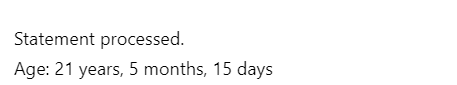 Statement processed.
Age: 21 years, 5 months, 15 days